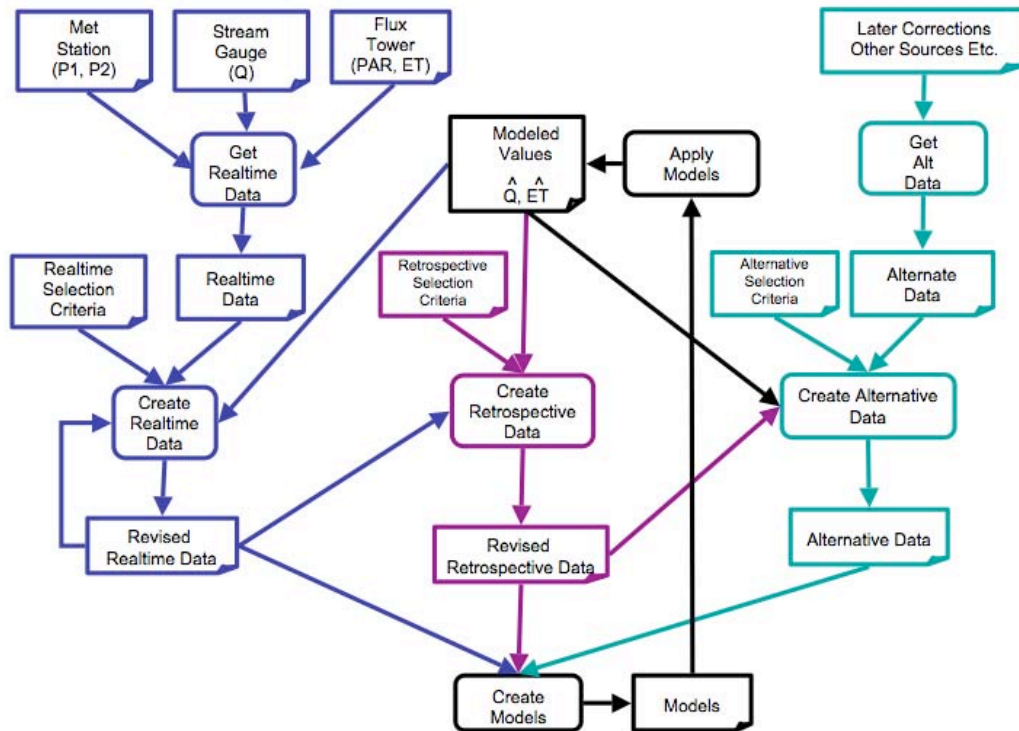 Met
Station
(P1, P2)
Stream
Gauge
(Q)
Flux
Tower
(PAR, ET)
Later Corrections
Other Sources Etc.
Get
Realtime
Data
Modeled
Values
^ ^
Q, ET
Apply
Models
Get
Alt
Data
Realtime
Selection
Criteria
Realtime
Data
Retrospective
Selection
Criteria
Alternative
Selection
Criteria
Alternate
Data
Create
Realtime
Data
Create
Retrospective
Data
Create Alternative
Data
Revised
Realtime Data
Revised
Retrospective Data
Alternative Data
Create
Models
Models